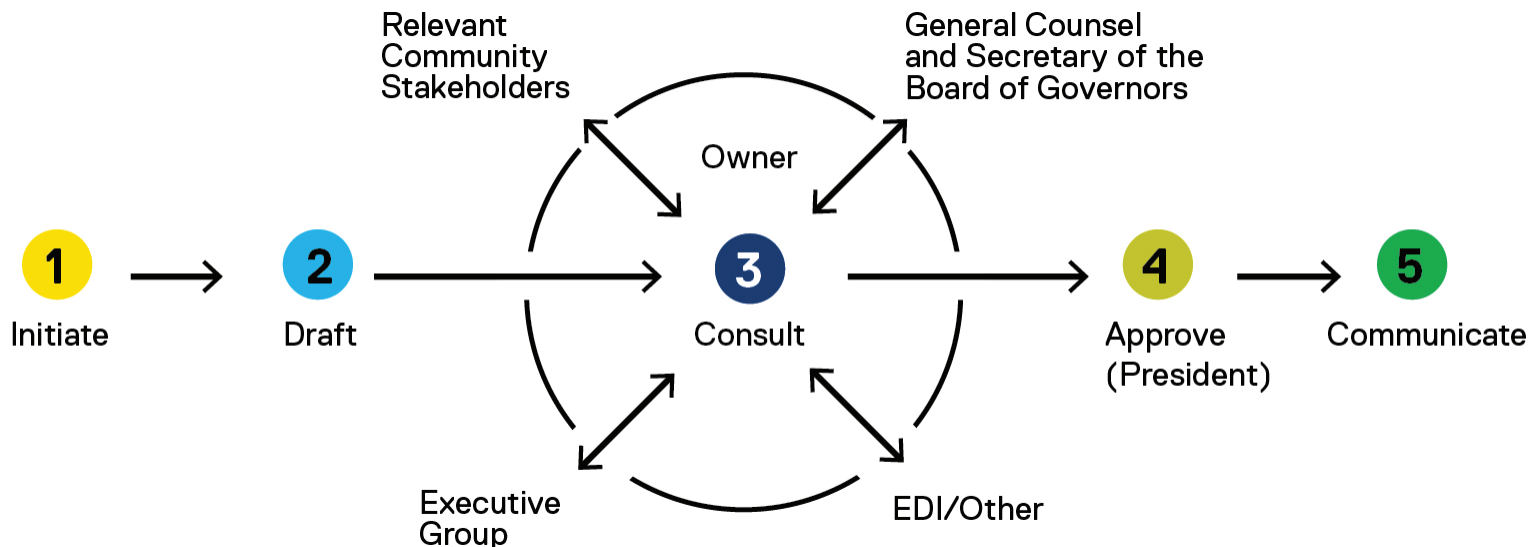 Relevant
Community
Stakeholders
General Counsel
and Secretary of the
Board of Governors
Owner
1
2
3
4
5
Initiate
Draft
Consult
Approve
(President)
Communicate
Executive
Group
EDI/Other